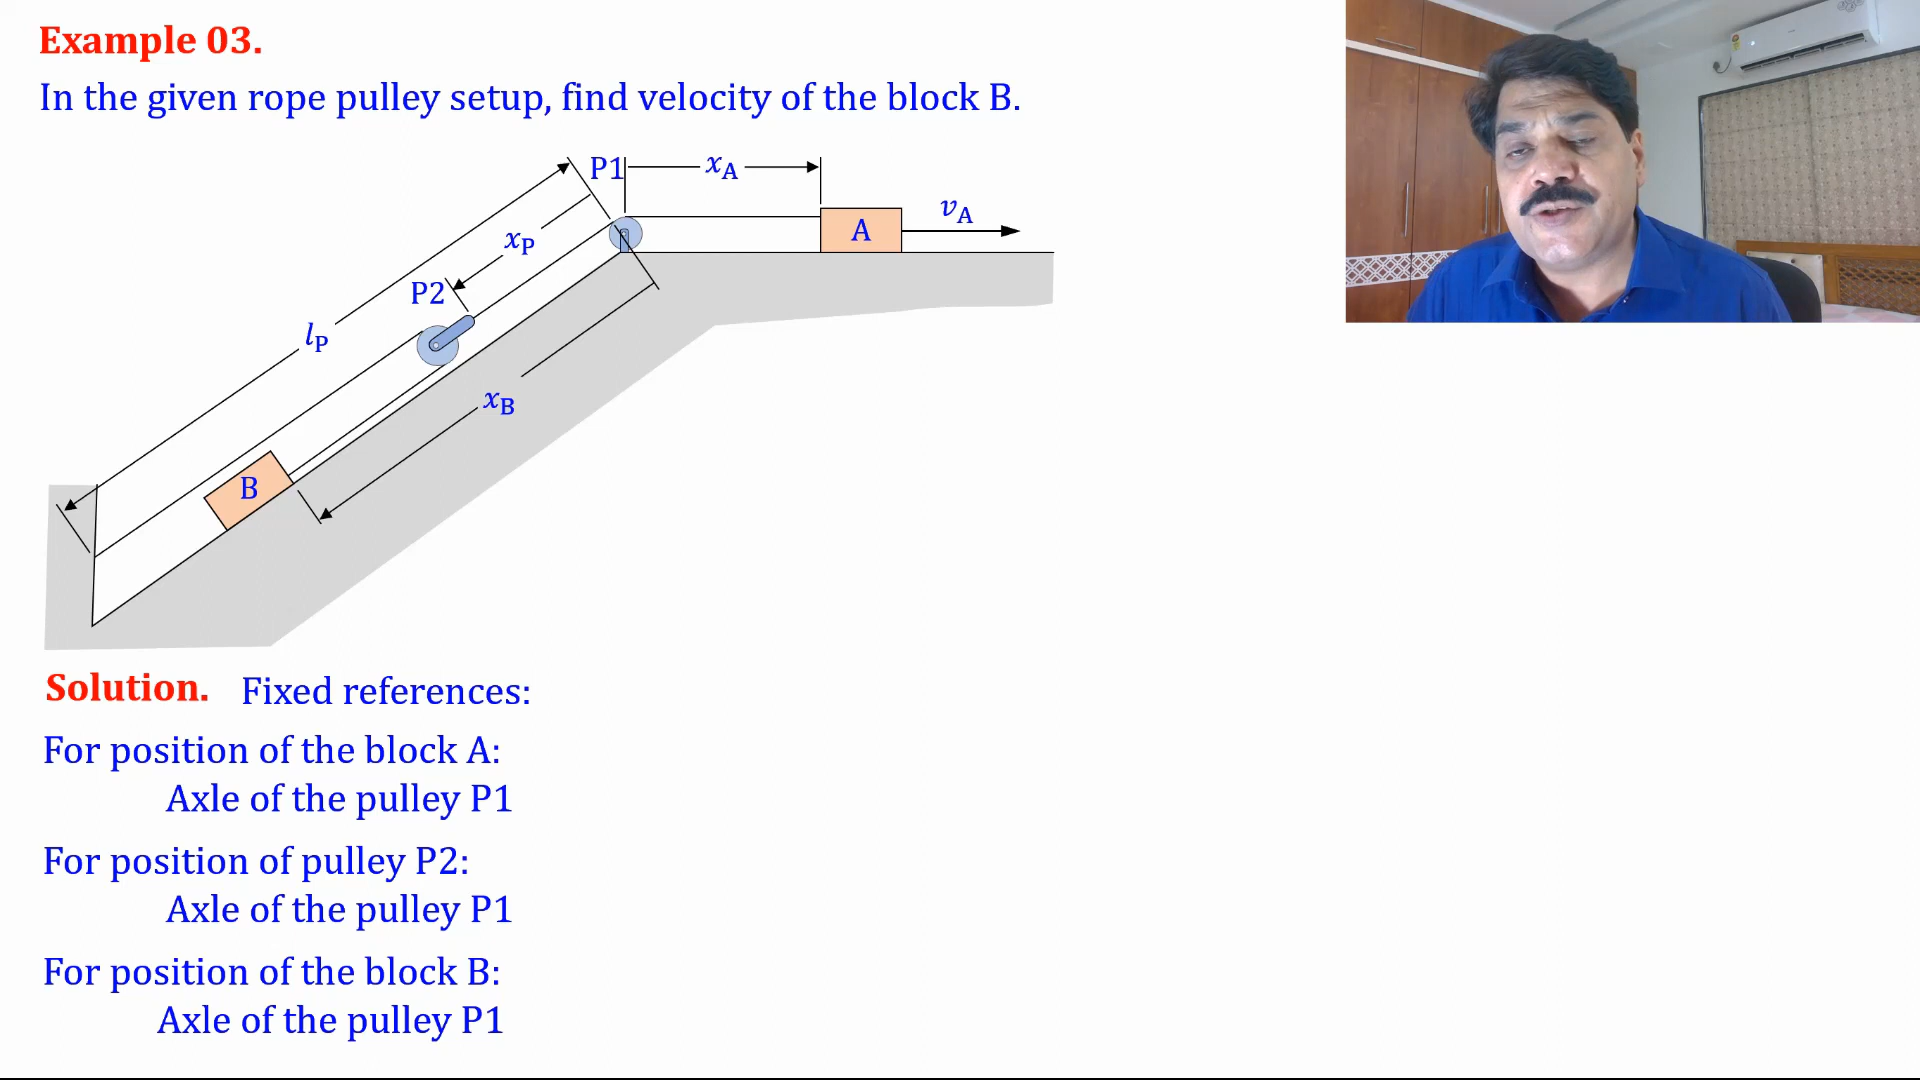 Example 03.
In the given rope pulley setup, find velocity of the block B.
P1
xA
vA
A
xP
P2
lP
xB
B
Solution. Fixed references:
For position of the block A:
Axle of the pulley P1
For position of pulley P2:
Axle of the pulley P1
For position of the block B:
Axle of the pulley P1